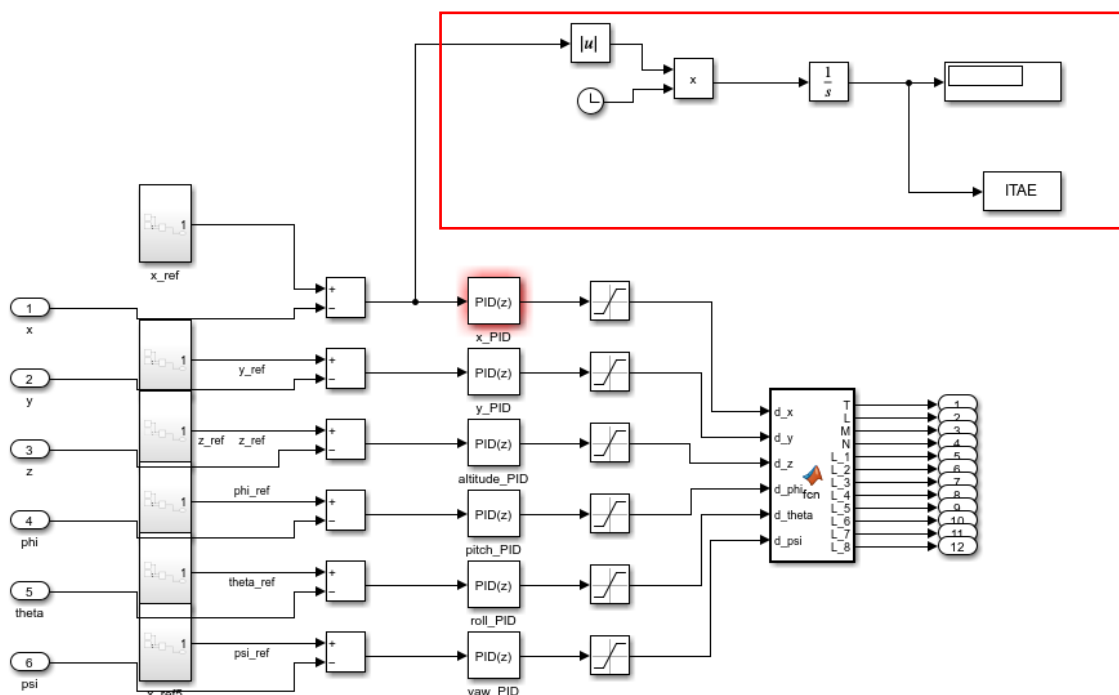 |u|
x
1
s
ITAE
1
x_ref
+
−
PID(z)
x_PID
1
x
1
y_ref
+
−
PID(z)
y_PID
2
y
1
z_ref
z_ref
+
−
PID(z)
altitude_PID
3
z
1
phi_ref
+
−
PID(z)
pitch_PID
4
phi
1
theta_ref
+
−
PID(z)
roll_PID
5
theta
1
psi_ref
+
−
PID(z)
yaw_PID
6
psi
d_x
d_y
d_z
d_phi
d_theta
d_psi
fcn
T
L
M
N
L_1
L_2
L_3
L_4
L_5
L_6
L_7
L_8
1
2
3
4
5
6
7
8
9
10
11
12